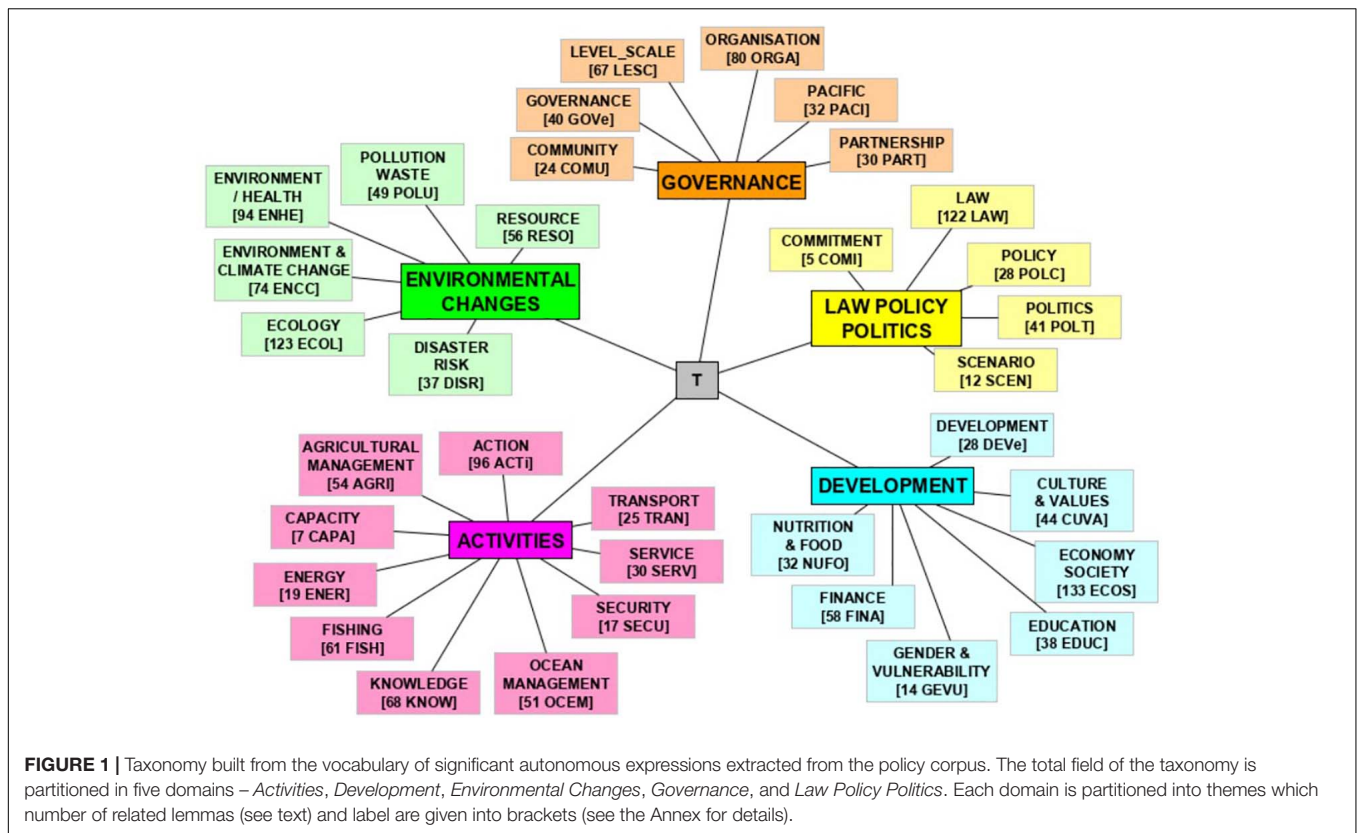 ORGANISATION
[80 ORGA]
LEVEL_SCALE
[67 LESC]
PACIFIC
[32 PACI]
GOVERNANCE
[40 GOVe]
PARTNERSHIP
[30 PART]
COMMUNITY
[24 COMU]
GOVERNANCE
POLLUTION
WASTE
[49 POLU]
ENVIRONMENT
/ HEALTH
[94 ENHE]
RESOURCE
[56 RESO]
ENVIRONMENT &
CLIMATE CHANGE
[74 ENCC]
ENVIRONMENTAL
CHANGES
ECOLOGY
[123 ECOL]
DISASTER
RISK
[37 DISR]
LAW
[122 LAW]
COMMITMENT
[5 COMI]
POLICY
[28 POLC]
LAW POLICY
POLITICS
POLITICS
[41 POLT]
SCENARIO
[12 SCEN]
T
AGRICULTURAL
MANAGEMENT
[54 AGRI]
ACTION
[96 ACTi]
TRANSPORT
[25 TRAN]
CAPACITY
[7 CAPA]
ACTIVITIES
SERVICE
[30 SERV]
ENERGY
[19 ENER]
SECURITY
[17 SECU]
FISHING
[61 FISH]
KNOWLEDGE
[68 KNOW]
OCEAN
MANAGEMENT
[51 OCEM]
DEVELOPMENT
[28 DEVe]
DEVELOPMENT
CULTURE
& VALUES
[44 CUVA]
NUTRITION
& FOOD
[32 NUFO]
ECONOMY
SOCIETY
[133 ECOS]
FINANCE
[58 FINA]
EDUCATION
[38 EDUC]
GENDER &
VULNERABILITY
[14 GEVU]
FIGURE 1 | Taxonomy built from the vocabulary of significant autonomous expressions extracted from the policy corpus. The total field of the taxonomy is
partitioned in five domains – Activities, Development, Environmental Changes, Governance, and Law Policy Politics. Each domain is partitioned into themes which
number of related lemmas (see text) and label are given into brackets (see the Annex for details).